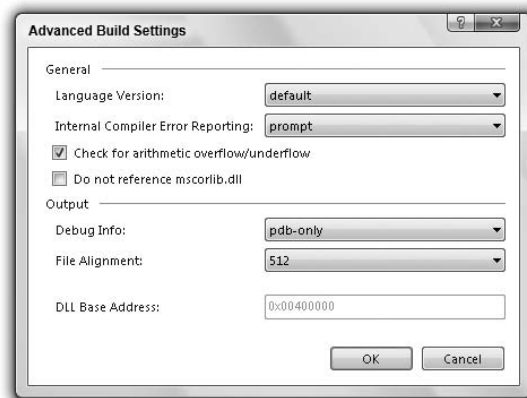 Advanced Build Settings
?
General
Language Version: default
Internal Compiler Error Reporting: prompt
Check for arithmetic overflow/underflow
Do not reference mscorlib.dll
Output
Debug Info: pdb-only
File Alignment: 512
DLL Base Address: 0x00400000
OK Cancel